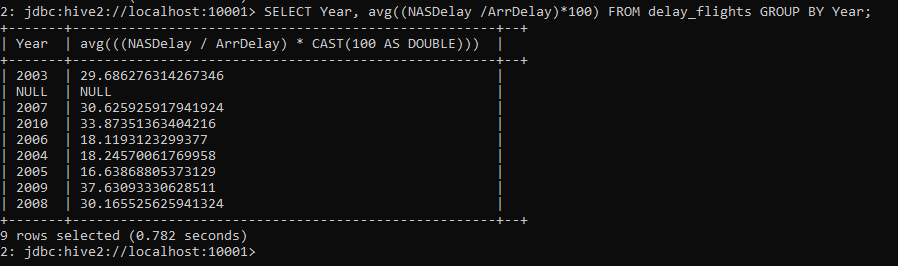 2: jdbc:hive2://localhost:10001> SELECT Year, avg((NASDelay /ArrDelay)*100) FROM delay_flights GROUP BY Year;
+-------+------------------------------------------------------+--+
| Year | avg(((NASDelay / ArrDelay) * CAST(100 AS DOUBLE))) |
+-------+------------------------------------------------------+--+
| 2003 | 29.686276314267346 |
| NULL | NULL |
| 2007 | 30.625925917941924 |
| 2010 | 33.87351363404216 |
| 2006 | 18.1193123299377 |
| 2004 | 18.24570061769958 |
| 2005 | 16.63868805373129 |
| 2009 | 37.63093330628511 |
| 2008 | 30.165525625941324 |
+-------+------------------------------------------------------+--+
9 rows selected (0.782 seconds)
2: jdbc:hive2://localhost:10001>